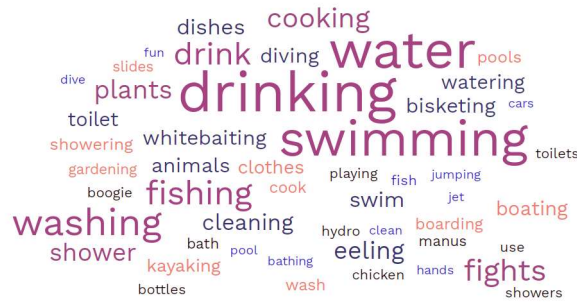 cooking
dishes
fun drink diving water pools
slides
dive plants drinking watering
bisketing cars
toilet
showering whitebaiting swimming toilets
gardening animals clothes playing fish jumping
boogie fishing cook swim jet
boating
washing cleaning hydro clean boarding
shower bath pool eeling manus use
kayaking bathing chicken hands fights
bottles wash showers